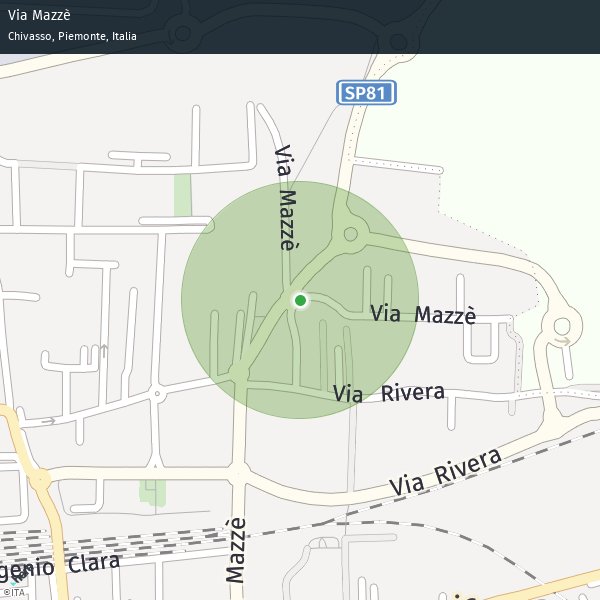 Via Mazzè
Chivasso, Piemonte, Italia
SP81
Via Mazzè
Via Mazzè
Via Rivera
Via Rivera
Mazzè
genio Clara
©ITA